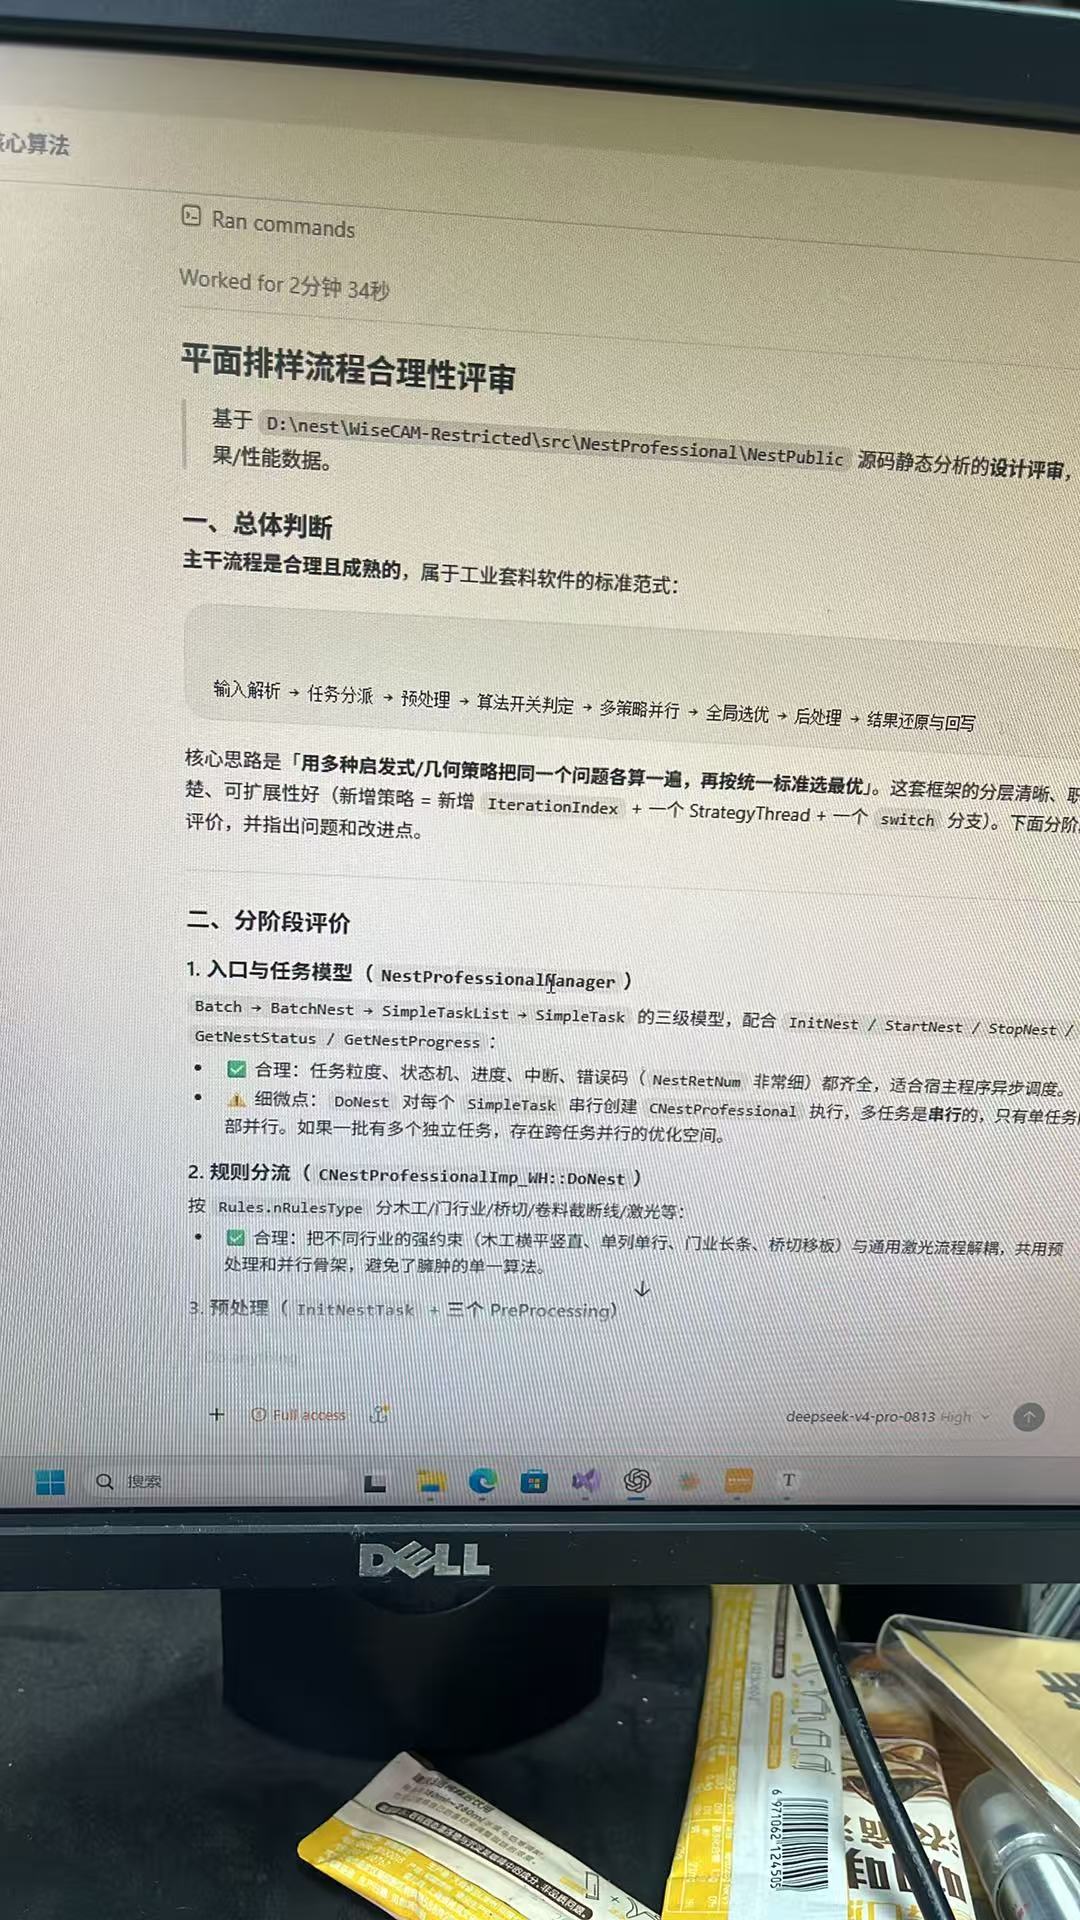 心算法
Ran commands
Worked for 2分钟 34秒
平面排样流程合理性评审
基于 D:\nest\WiseCAM-Restricted\src\NestProfessional\NestPublic 源码静态分析的设计评审，
果/性能数据。
一、总体判断
主干流程是合理且成熟的，属于工业套料软件的标准范式：
输入解析 → 任务分派 → 预处理 → 算法开关判定 → 多策略并行 → 全局选优 → 后处理 → 结果还原与回写
核心思路是「用多种启发式/几何策略把同一个问题各算一遍，再按统一标准选最优」。这套框架的分层清晰、职
楚、可扩展性好（新增策略 = 新增 IterationIndex + 一个 StrategyThread + 一个 switch 分支）。下面分阶
评价，并指出问题和改进点。
二、分阶段评价
1. 入口与任务模型（ NestProfessionalManager ）
Batch → BatchNest → SimpleTaskList → SimpleTask 的三级模型，配合 InitNest / StartNest / StopNest /
GetNestStatus / GetNestProgress ：
• ✅ 合理：任务粒度、状态机、进度、中断、错误码（ NestRetNum 非常细）都齐全，适合宿主程序异步调度。
• ⚠️ 细微点： DoNest 对每个 SimpleTask 串行创建 CNestProfessional 执行，多任务是串行的，只有单任务
部并行。如果一批有多个独立任务，存在跨任务并行的优化空间。
2. 规则分流（ CNestProfessionalImp_WH::DoNest ）
按 Rules.nRulesType 分木工/门行业/桥切/卷料截断线/激光等：
• ✅ 合理：把不同行业的强约束（木工横平竖直、单列单行、门业长条、桥切移板）与通用激光流程解耦，共用预
处理和并行骨架，避免了臃肿的单一算法。
3. 预处理（ InitNestTask + 三个 PreProcessing）
Full access
deepseek-v4-pro-0813 High
搜索
T
DELL
6 971062 124505